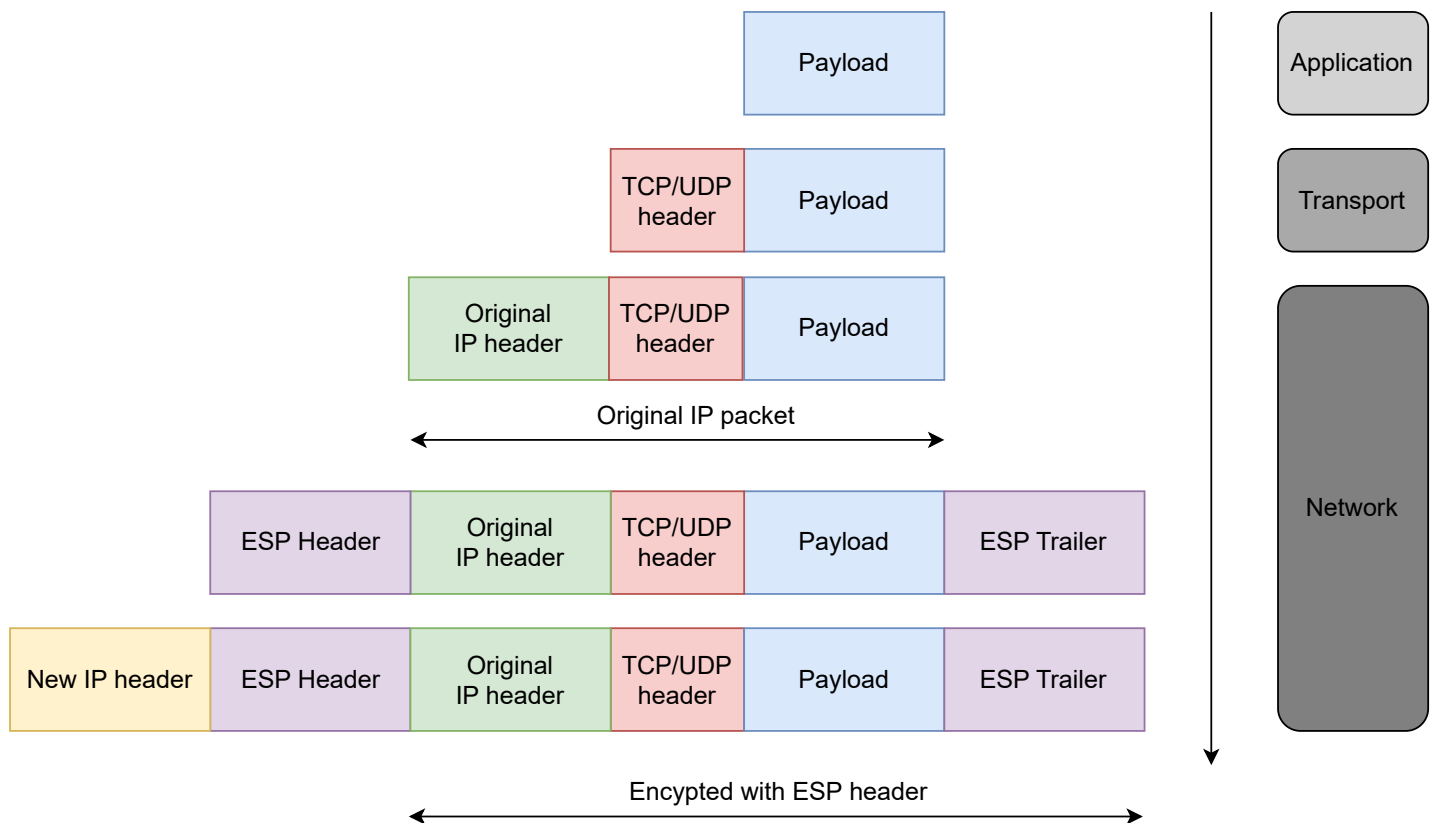 Payload
Application
TCP/UDP
header
Payload
Transport
Original
IP header
TCP/UDP
header
Payload
Original IP packet
ESP Header
Original
IP header
TCP/UDP
header
Payload
ESP Trailer
Network
New IP header
ESP Header
Original
IP header
TCP/UDP
header
Payload
ESP Trailer
Encypted with ESP header